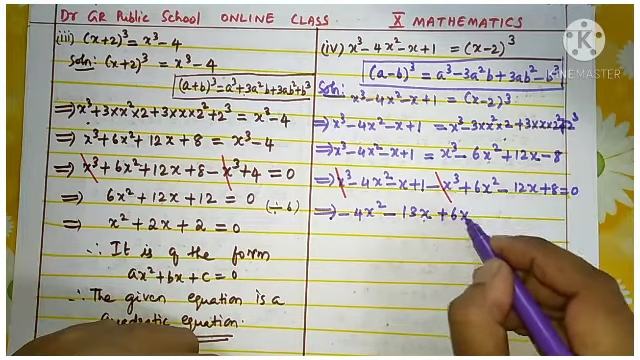 Dr GR Public School ONLINE CLASS X MATHEMATICS
(iii) (x+2)³ = x³-4
Soln: (x+2)³ = x³-4
(a+b)³=a³+3a²b+3ab²+b³
⇒ x³+3×x²×2+3×x×2²+2³ = x³-4
⇒ x³+6x²+12x+8 = x³-4
⇒ x³+6x²+12x+8-x³+4 = 0
⇒ 6x²+12x+12 = 0 (÷6)
⇒ x²+2x+2 = 0
∴ It is of the form
ax²+bx+c=0
∴ The given equation is a
quadratic equation.
(iv) x³-4x²-x+1 = (x-2)³
(a-b)³ = a³-3a²b+3ab²-b³
Soln: x³-4x²-x+1 = (x-2)³
⇒ x³-4x²-x+1 = x³-3×x²×2+3×x×2²-2³
⇒ x³-4x²-x+1 = x³-6x²+12x-8
⇒ x³-4x²-x+1-x³+6x²-12x+8=0
⇒ -4x²-13x+6x
KINEMASTER